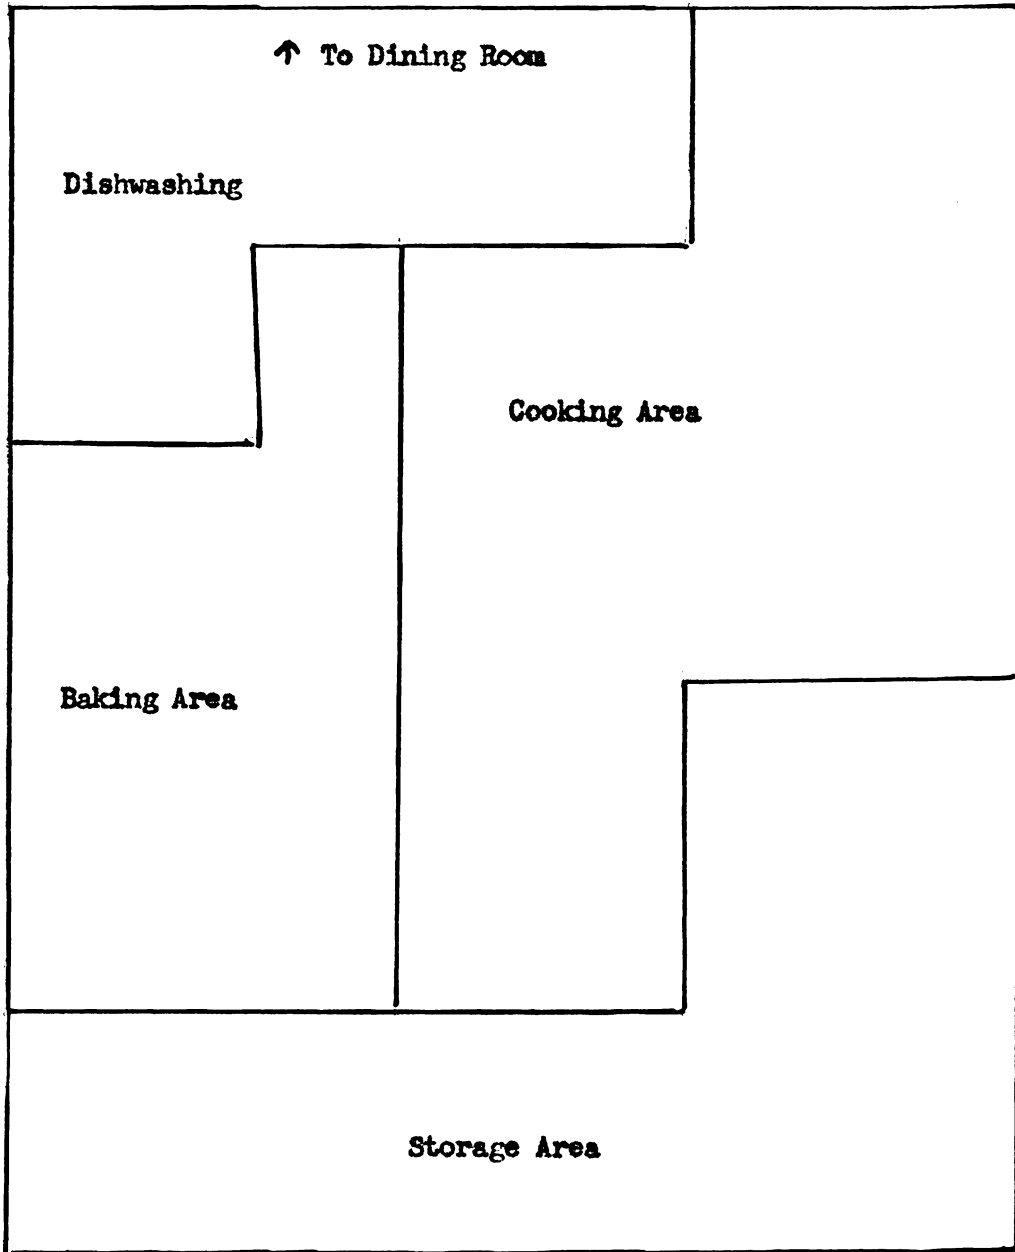 ↑ To Dining Room
Dishwashing
Cooking Area
Baking Area
Storage Area